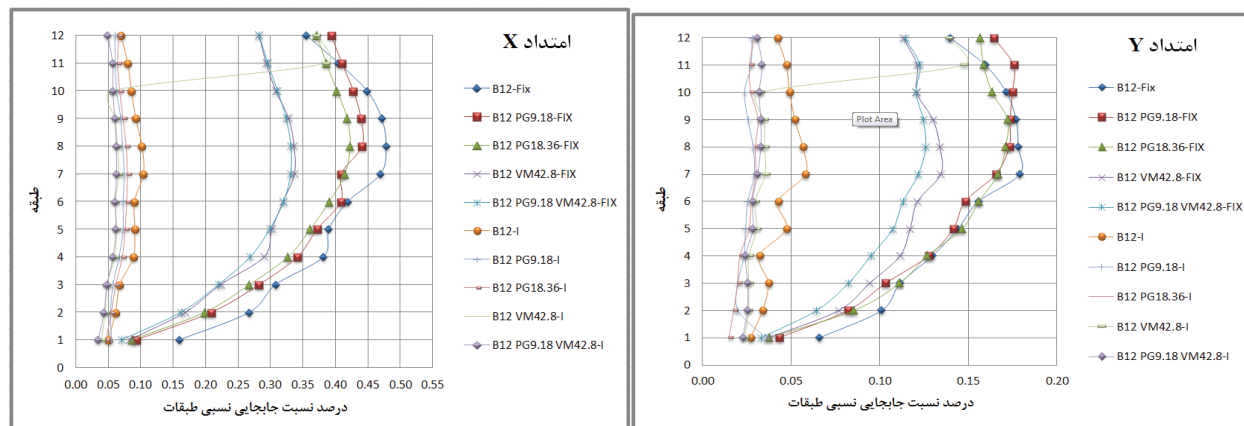 امتداد X
12
11
10
9
8
7
6
5
4
3
2
1
طبقه
0.00 0.05 0.10 0.15 0.20 0.25 0.30 0.35 0.40 0.45 0.50 0.55
درصد نسبت جابجایی نسبی طبقات
B12-Fix
B12 PG9.18-FIX
B12 PG18.36-FIX
B12 VM42.8-FIX
B12 PG9.18 VM42.8-FIX
B12-I
B12 PG9.18-I
B12 PG18.36-I
B12 VM42.8-I
B12 PG9.18 VM42.8-I
امتداد Y
12
11
10
9
8
7
6
5
4
3
2
1
طبقه
Plot Area
0.00 0.05 0.10 0.15 0.20
درصد نسبت جابجایی نسبی طبقات
B12-Fix
B12 PG9.18-FIX
B12 PG18.36-FIX
B12 VM42.8-FIX
B12 PG9.18 VM42.8-FIX
B12-I
B12 PG9.18-I
B12 PG18.36-I
B12 VM42.8-I
B12 PG9.18 VM42.8-I